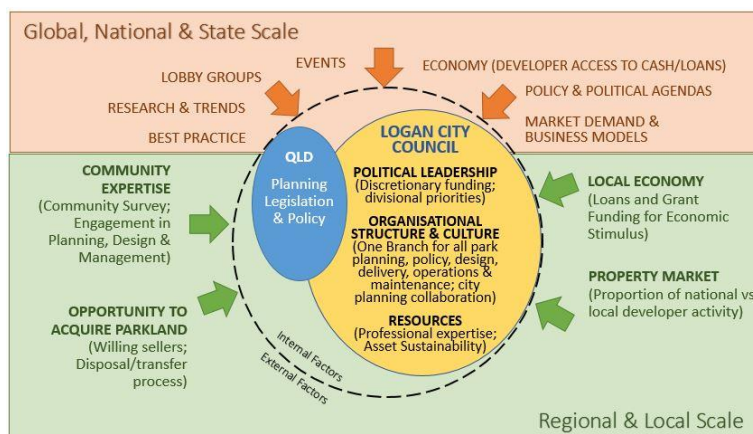 Global, National & State Scale
EVENTS
ECONOMY (DEVELOPER ACCESS TO CASH/LOANS)
LOBBY GROUPS
POLICY & POLITICAL AGENDAS
RESEARCH & TRENDS
MARKET DEMAND &
BUSINESS MODELS
BEST PRACTICE
QLD
Planning
Legislation
& Policy
LOGAN CITY
COUNCIL
POLITICAL LEADERSHIP
(Discretionary funding;
divisional priorities)
ORGANISATIONAL
STRUCTURE & CULTURE
(One Branch for all park
planning, policy, design,
delivery, operations &
maintenance; city
planning collaboration)
RESOURCES
(Professional expertise;
Asset Sustainability)
COMMUNITY
EXPERTISE
(Community Survey;
Engagement in
Planning, Design &
Management)
OPPORTUNITY TO
ACQUIRE PARKLAND
(Willing sellers;
Disposal/transfer
process)
LOCAL ECONOMY
(Loans and Grant
Funding for Economic
Stimulus)
PROPERTY MARKET
(Proportion of national vs
local developer activity)
Internal Factors
External Factors
Regional & Local Scale